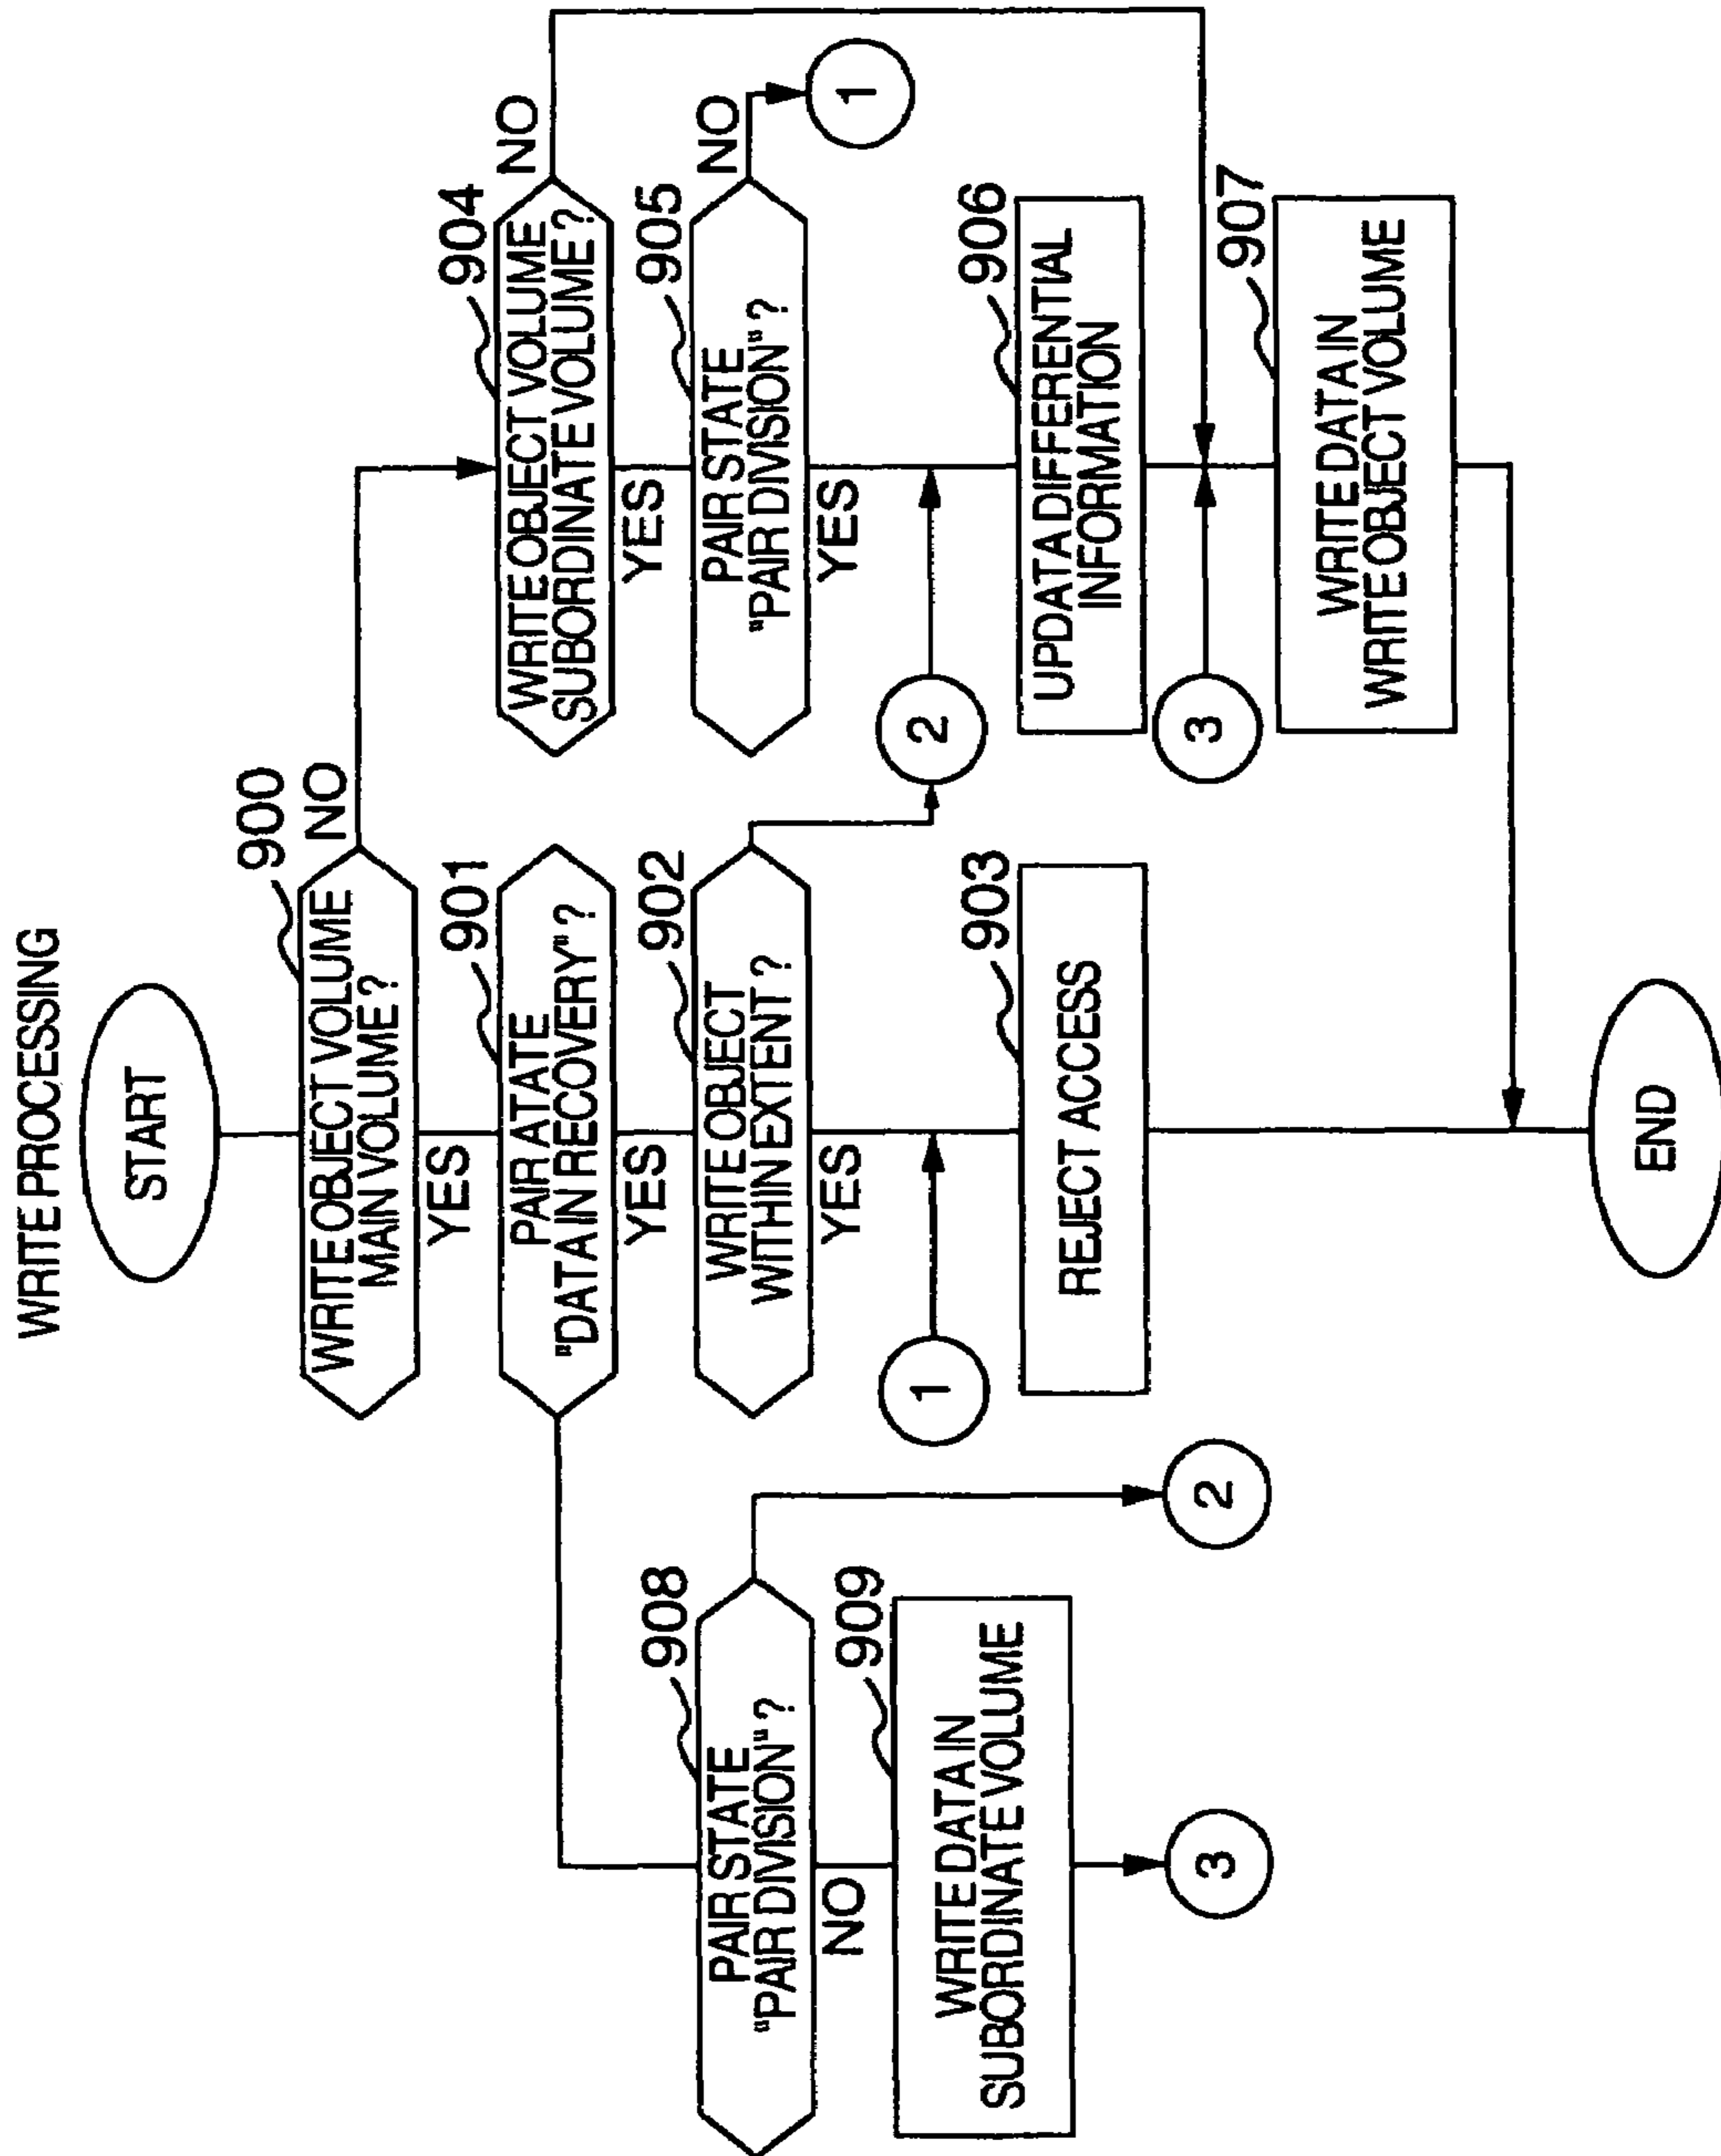 WRITE PROCESSING
START
900
WRITE OBJECT VOLUME
MAIN VOLUME?
NO
YES
901
PAIR ATATE
"DATA IN RECOVERY"?
YES
902
WRITE OBJECT
WITHIN EXTENT?
YES
1
903
REJECT ACCESS
END
904
WRITE OBJECT VOLUME
SUBORDINATE VOLUME?
NO
YES
905
PAIR STATE
"PAIR DIVISION"?
NO
1
YES
2
906
UPDATA DIFFERENTIAL
INFORMATION
3
907
WRITE DATA IN
WRITE OBJECT VOLUME
908
PAIR STATE
"PAIR DIVISION"?
NO
2
909
WRITE DATA IN
SUBORDINATE VOLUME
3